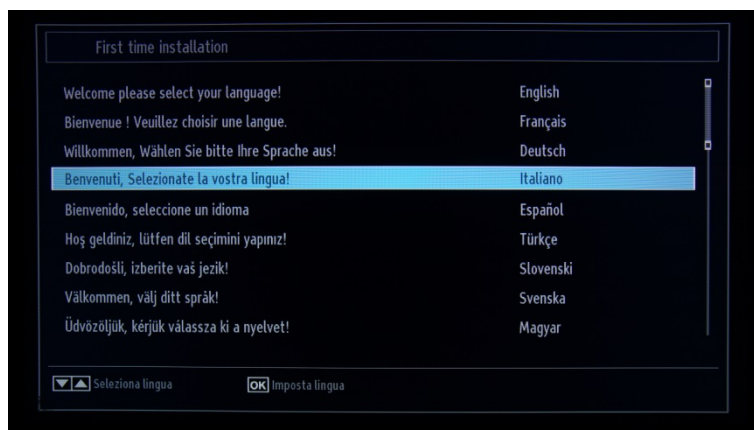 First time installation
Welcome please select your language! English
Bienvenue ! Veuillez choisir une langue. Français
Willkommen, Wählen Sie bitte Ihre Sprache aus! Deutsch
Benvenuti, Selezionate la vostra lingua! Italiano
Bienvenido, seleccione un idioma Español
Hoş geldiniz, lütfen dil seçimini yapınız! Türkçe
Dobrodošli, izberite vaš jezik! Slovenski
Välkommen, välj ditt språk! Svenska
Üdvözöljük, kérjük válassza ki a nyelvet! Magyar
Seleziona lingua OK Imposta lingua